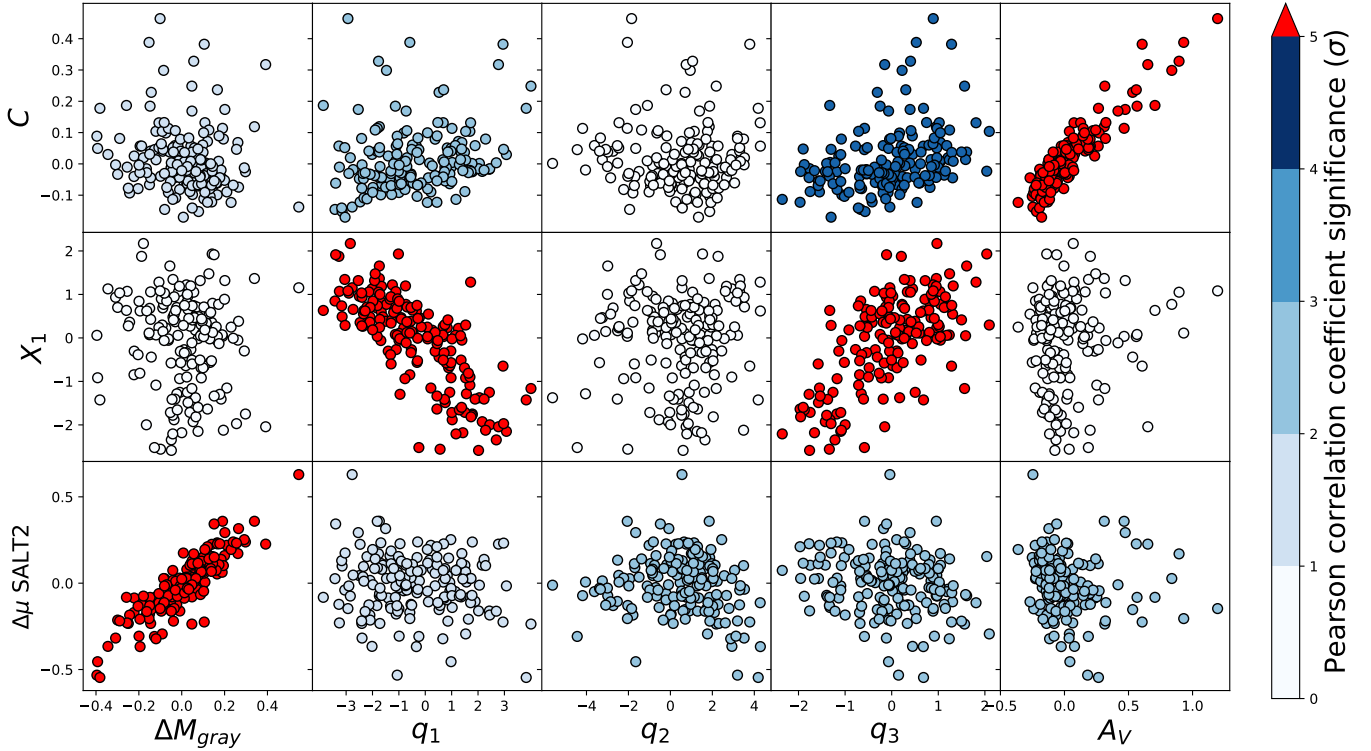 C
0.4
0.3
0.2
0.1
0.0
−0.1
X₁
2
1
0
−1
−2
Δμ SALT2
0.5
0.0
−0.5
−0.4 −0.2 0.0 0.2 0.4
−3 −2 −1 0 1 2 3
−6 −4 −2 0 2 4
−2 −1 0 1 2
−0.5 0.0 0.5 1.0
ΔM_gray
q₁
q₂
q₃
A_V
5
4
3
2
1
0
Pearson correlation coefficient significance (σ)